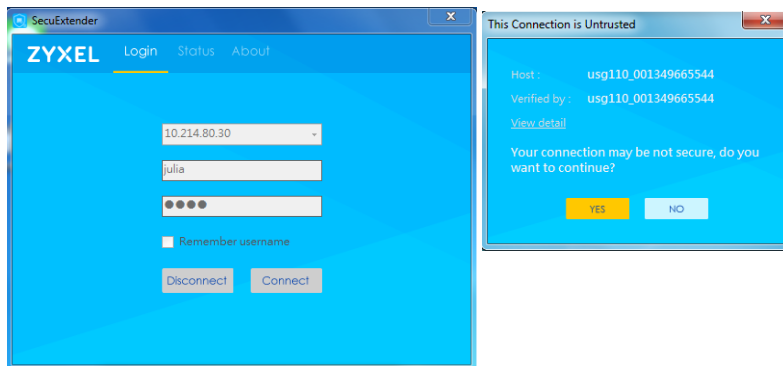 SecuExtender
ZYXEL Login Status About
10.214.80.30
julia
Remember username
Disconnect Connect
This Connection is Untrusted
Host : usg110_001349665544
Verified by : usg110_001349665544
View detail
Your connection may be not secure, do you
want to continue?
YES NO